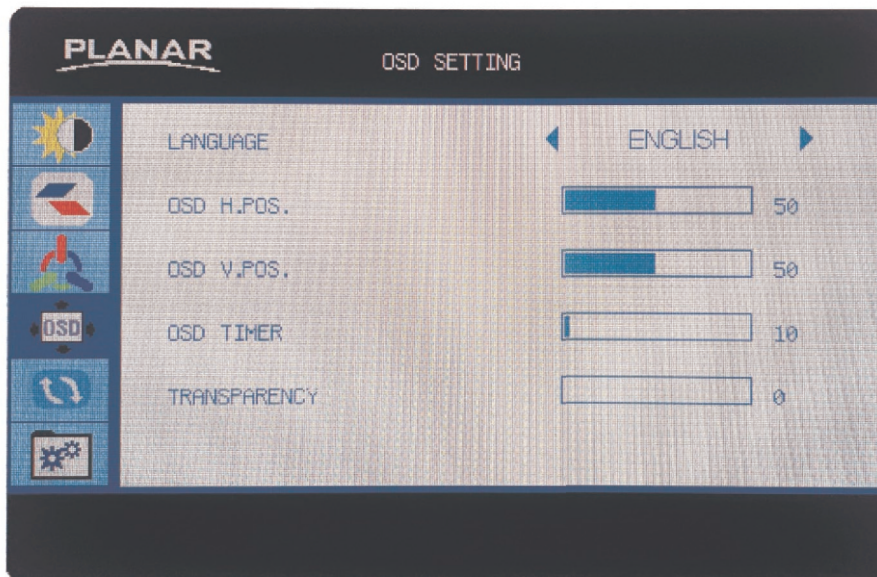 PLANAR
OSD SETTING
LANGUAGE ENGLISH
OSD H.POS. 50
OSD V.POS. 50
OSD
OSD TIMER 10
TRANSPARENCY 0